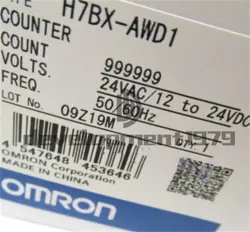 H7BX-AWD1
COUNTER
COUNT 999999
VOLTS. 24VAC/12 to 24VDC
FREQ. 50/60Hz
LOT No. 09Z19M
4 547648 453646
OMRON Corporation
MADE IN CHINA
OMRON
development1979